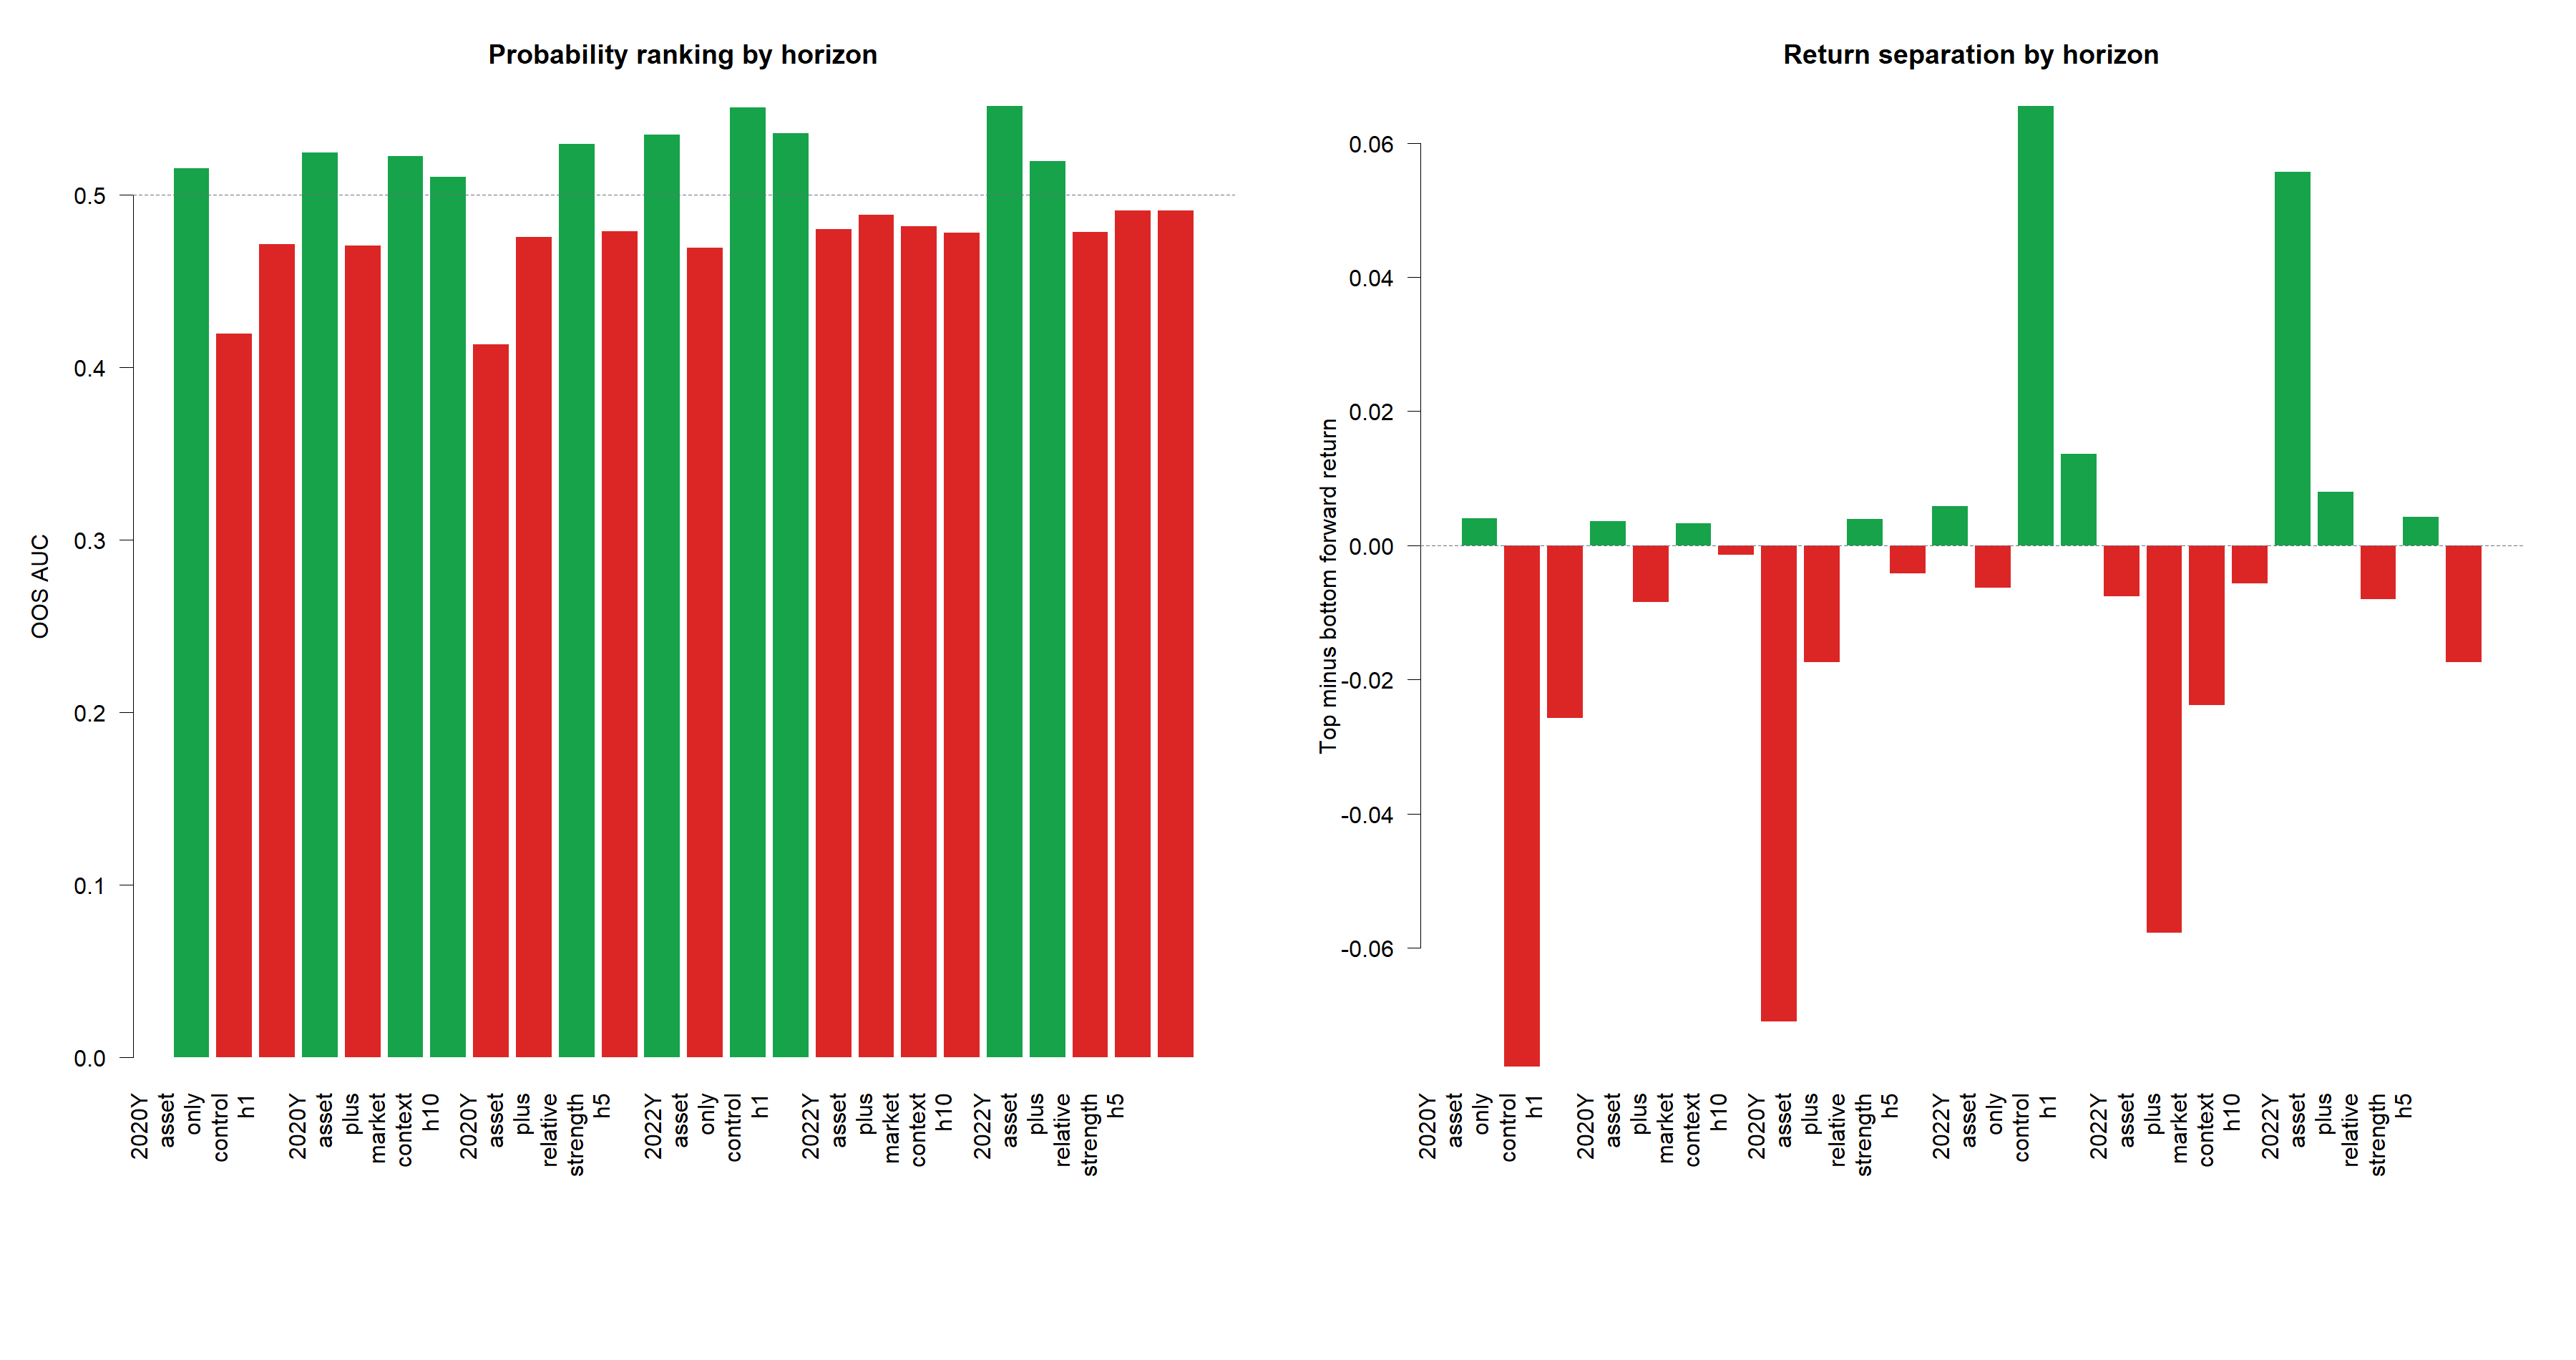 Probability ranking by horizon
OOS AUC
0.5
0.4
0.3
0.2
0.1
0.0
2020Y
asset
only
control
h1
2020Y
asset
plus
market
context
h10
2020Y
asset
plus
relative
strength
h5
2022Y
asset
only
control
h1
2022Y
asset
plus
market
context
h10
2022Y
asset
plus
relative
strength
h5
Return separation by horizon
Top minus bottom forward return
0.06
0.04
0.02
0.00
-0.02
-0.04
-0.06
2020Y
asset
only
control
h1
2020Y
asset
plus
market
context
h10
2020Y
asset
plus
relative
strength
h5
2022Y
asset
only
control
h1
2022Y
asset
plus
market
context
h10
2022Y
asset
plus
relative
strength
h5